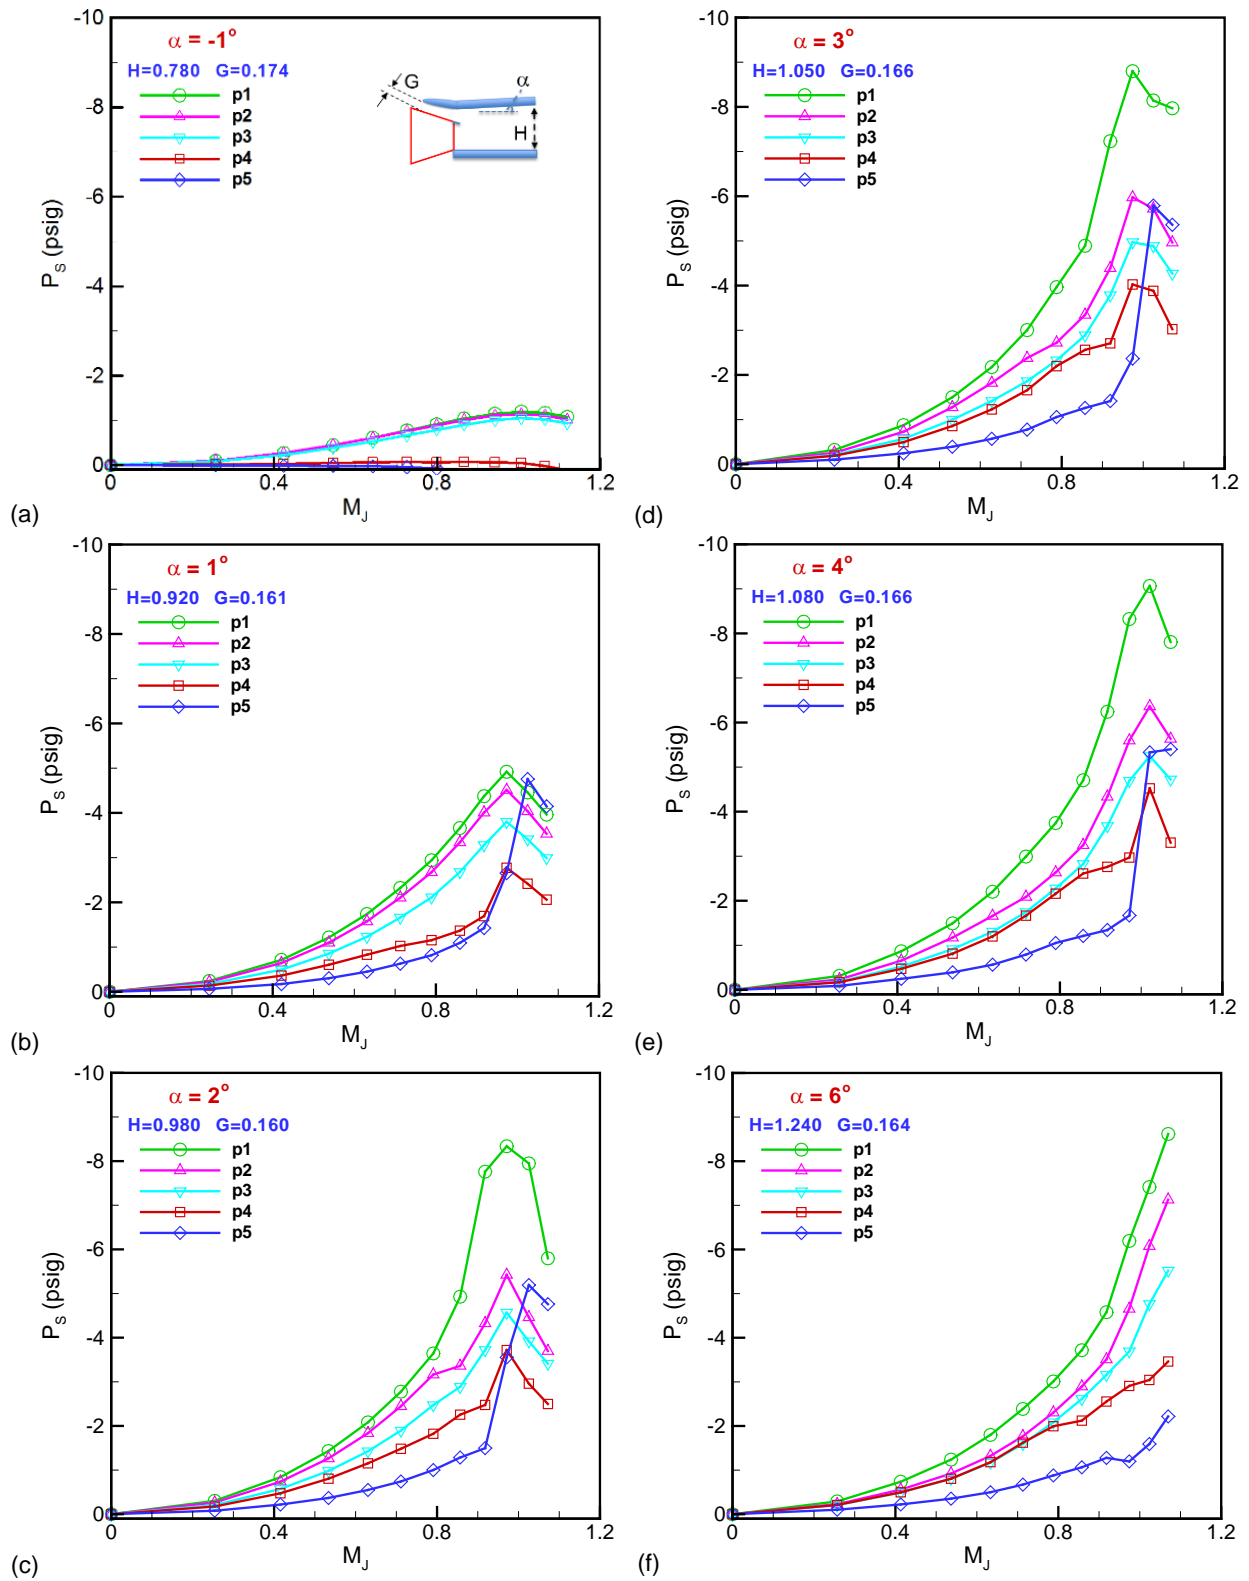 -10
α = -1°
H=0.780 G=0.174
p1
p2
p3
p4
p5
G
α
H
-8
-6
-4
-2
0
P_S (psig)
0 0.4 0.8 1.2
M_J
(a)
-10
α = 3°
H=1.050 G=0.166
p1
p2
p3
p4
p5
-8
-6
-4
-2
0
P_S (psig)
0 0.4 0.8 1.2
M_J
(d)
-10
α = 1°
H=0.920 G=0.161
p1
p2
p3
p4
p5
-8
-6
-4
-2
0
P_S (psig)
0 0.4 0.8 1.2
M_J
(b)
-10
α = 4°
H=1.080 G=0.166
p1
p2
p3
p4
p5
-8
-6
-4
-2
0
P_S (psig)
0 0.4 0.8 1.2
M_J
(e)
-10
α = 2°
H=0.980 G=0.160
p1
p2
p3
p4
p5
-8
-6
-4
-2
0
P_S (psig)
0 0.4 0.8 1.2
M_J
(c)
-10
α = 6°
H=1.240 G=0.164
p1
p2
p3
p4
p5
-8
-6
-4
-2
0
P_S (psig)
0 0.4 0.8 1.2
M_J
(f)